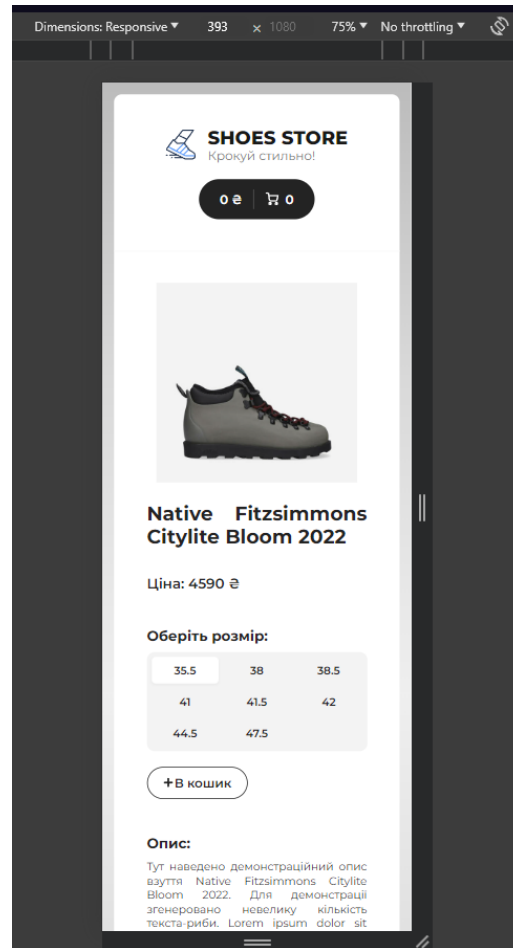 Dimensions: Responsive ▼ 393 × 1080 75% ▼ No throttling ▼
SHOES STORE
Крокуй стильно!
0 ₴ 0
Native Fitzsimmons
Citylite Bloom 2022
Ціна: 4590 ₴
Оберіть розмір:
35.5 38 38.5
41 41.5 42
44.5 47.5
+В кошик
Опис:
Тут наведено демонстраційний опис
взуття Native Fitzsimmons Citylite
Bloom 2022. Для демонстрації
згенеровано невелику кількість
текста-риби. Lorem ipsum dolor sit